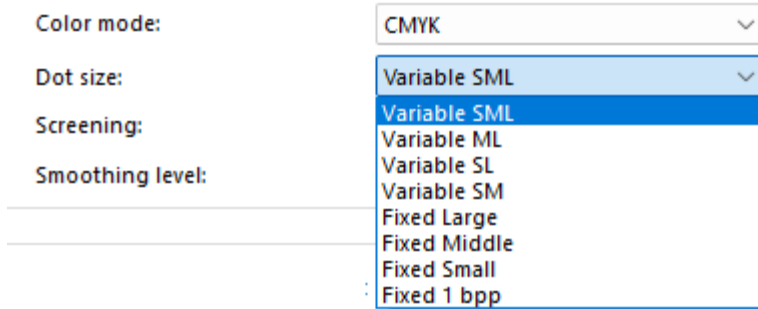 Color mode: CMYK
Dot size: Variable SML
Variable SML
Screening:
Variable ML
Variable SL
Smoothing level:
Variable SM
Fixed Large
Fixed Middle
Fixed Small
: Fixed 1 bpp